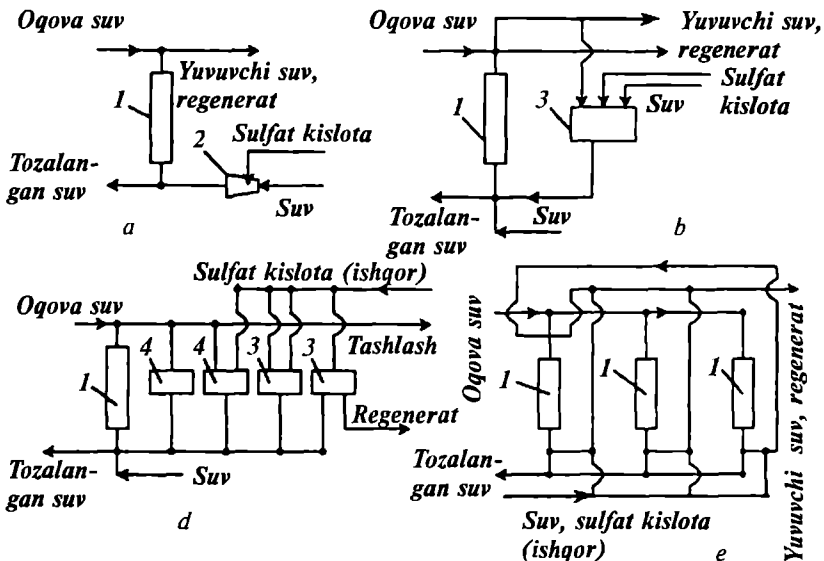 Oqova suv
Yuvuvchi suv,
regenerat
1
2
Sulfat kislota
Tozalan-
gan suv
Suv
a
Oqova suv
Yuvuvchi suv,
regenerat
Sulfat
kislota
Suv
1
3
Tozalan-
gan suv
Suv
b
Sulfat kislota (ishqor)
Oqova suv
Tashlash
1
4
4
3
3
Regenerat
Tozalan-
gan suv
Suv
d
Oqova suv
1
1
1
Yuvuvchi suv, regenerat
Tozalan-
gan suv
Suv, sulfat kislota
(ishqor)
e